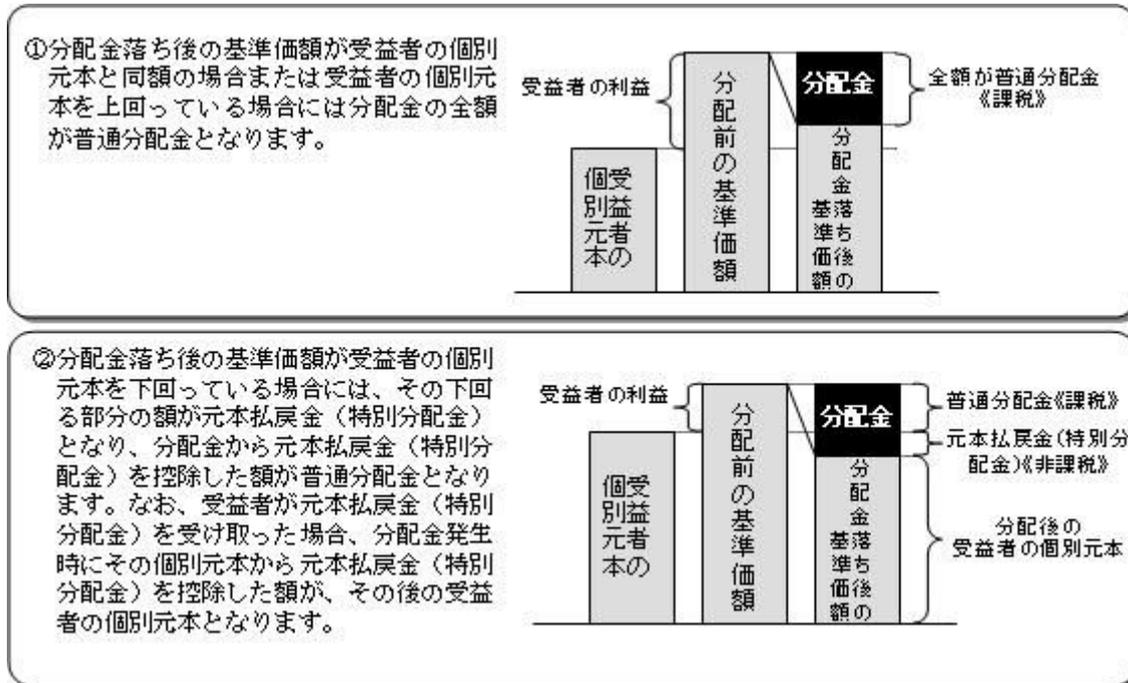 ①分配金落ち後の基準価額が受益者の個別
元本と同額の場合または受益者の個別元
本を上回っている場合には分配金の全額
が普通分配金となります。
受益者の利益
受益者の
個別元本
分配前の基準価額
分配金
分配金落ち後の
基準価額
全額が普通分配金
《課税》
②分配金落ち後の基準価額が受益者の個別
元本を下回っている場合には、その下回
る部分の額が元本払戻金（特別分配金）
となり、分配金から元本払戻金（特別分
配金）を控除した額が普通分配金となり
ます。なお、受益者が元本払戻金（特別
分配金）を受け取った場合、分配金発生
時にその個別元本から元本払戻金（特別
分配金）を控除した額が、その後の受益
者の個別元本となります。
受益者の利益
受益者の
個別元本
分配前の基準価額
分配金
分配金落ち後の
基準価額
普通分配金《課税》
元本払戻金(特別分
配金)《非課税》
分配後の
受益者の個別元本